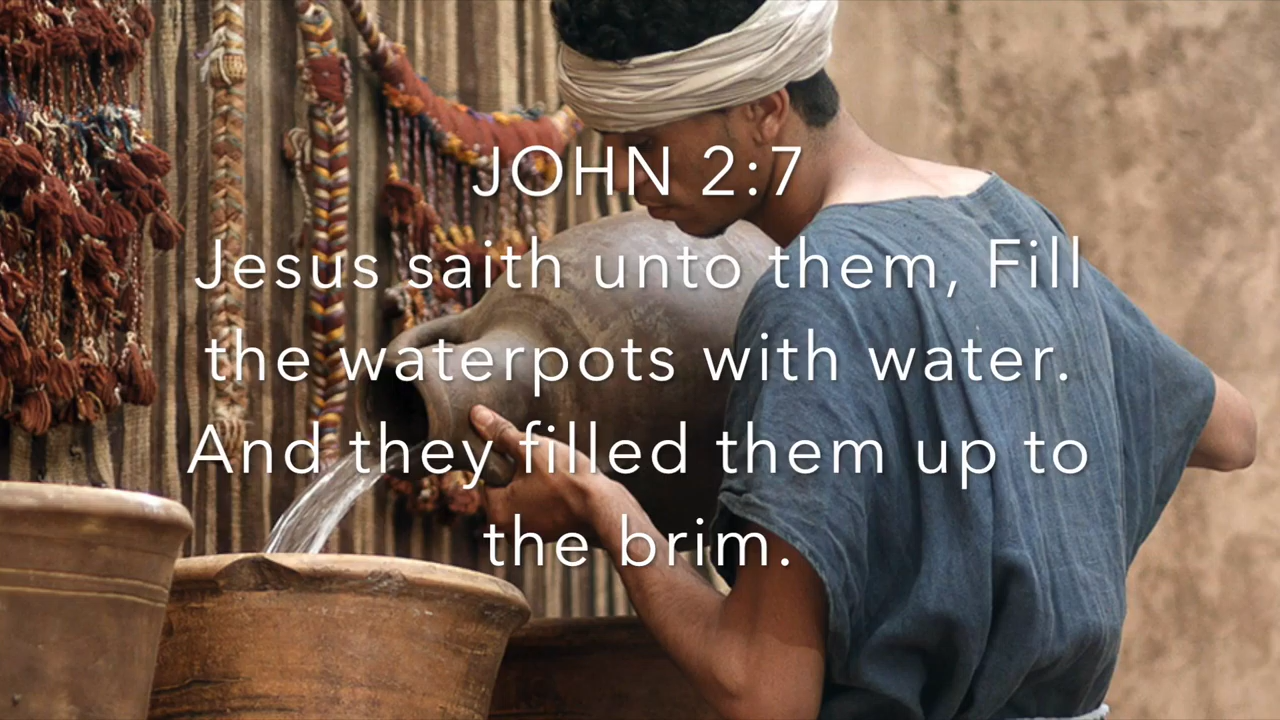 JOHN 2:7
Jesus saith unto them, Fill
the waterpots with water.
And they filled them up to
the brim.